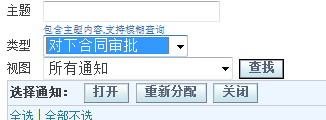 主题
包含主题内容,支持模糊查询
类型 对下合同审批
视图 所有通知 查找
选择通知: 打开 重新分配 关闭
全选 | 全部不选